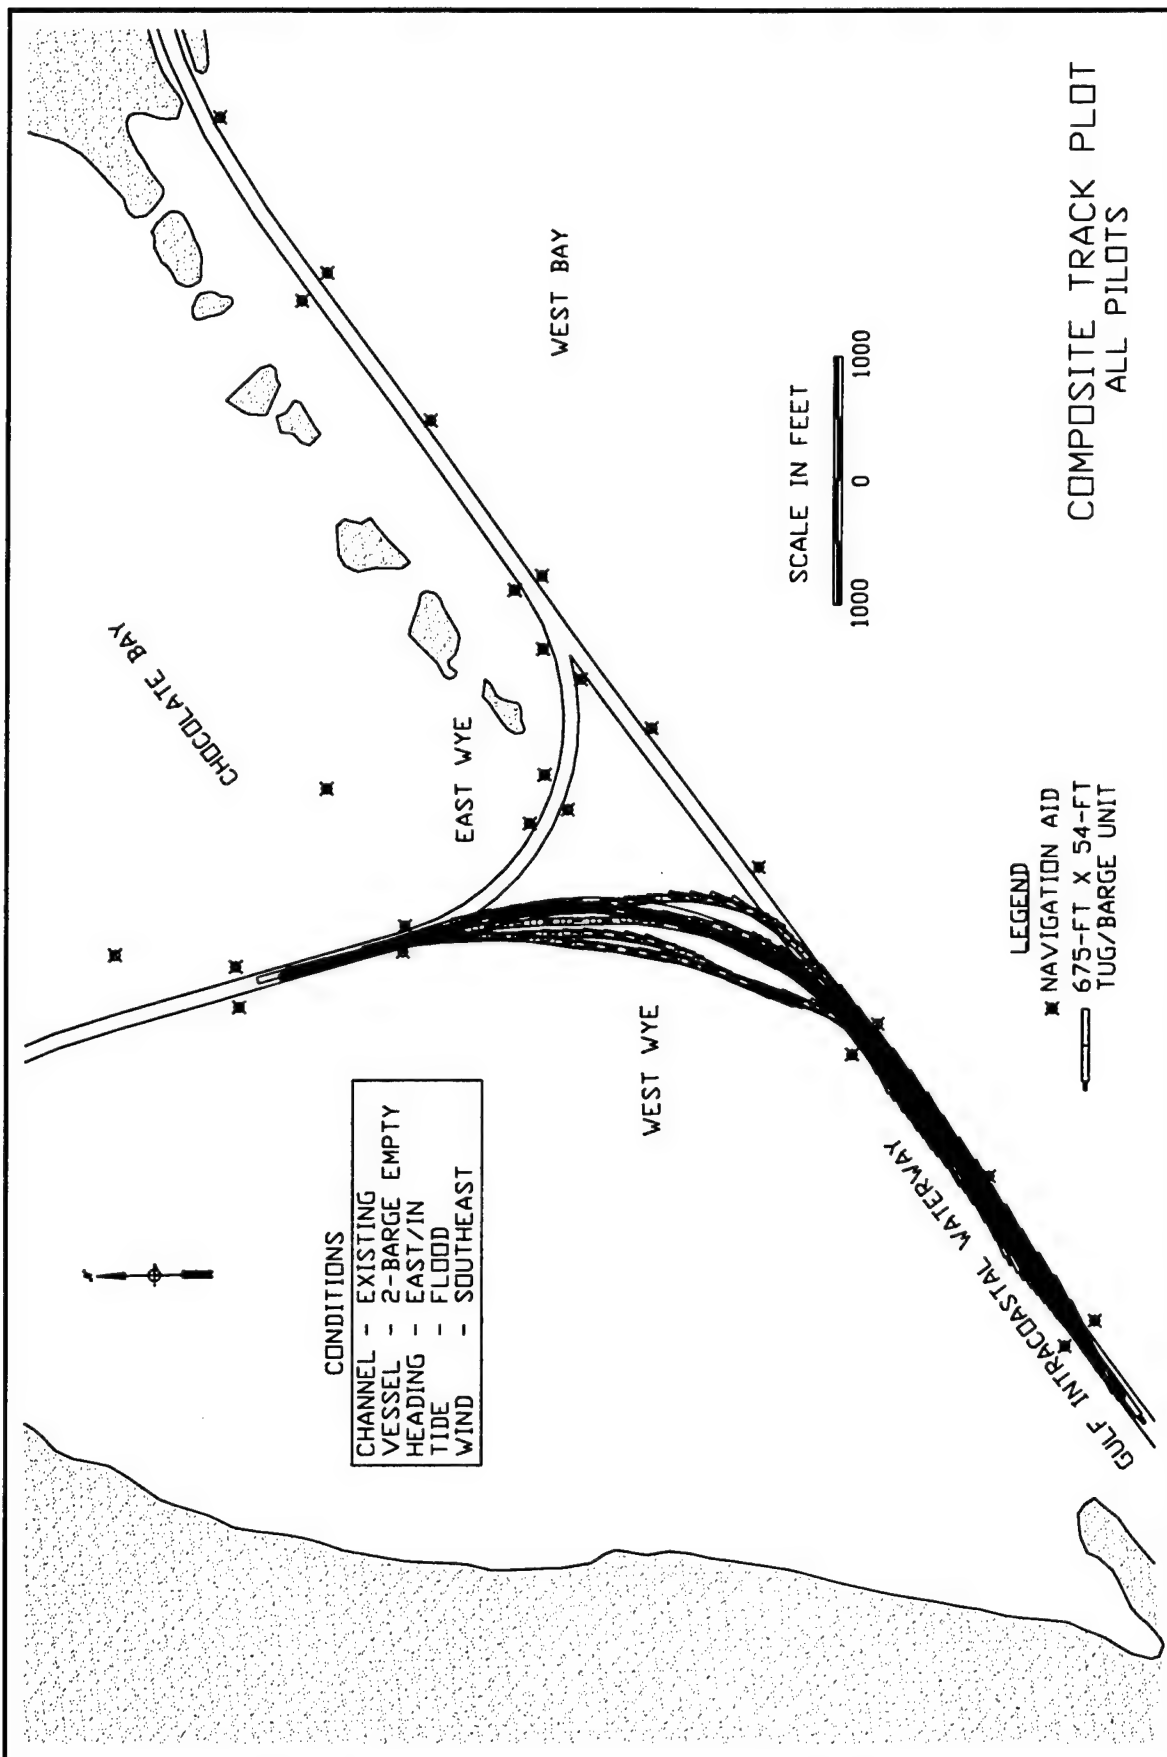 CHOCOLATE BAY
EAST WYE
WEST BAY
WEST WYE
GULF INTRACOASTAL WATERWAY
CONDITIONS
CHANNEL - EXISTING
VESSEL - 2-BARGE EMPTY
HEADING - EAST/IN
TIDE - FLOOD
WIND - SOUTHEAST
SCALE IN FEET
1000 0 1000
LEGEND
NAVIGATION AID
675-FT X 54-FT
TUG/BARGE UNIT
COMPOSITE TRACK PLOT
ALL PILOTS